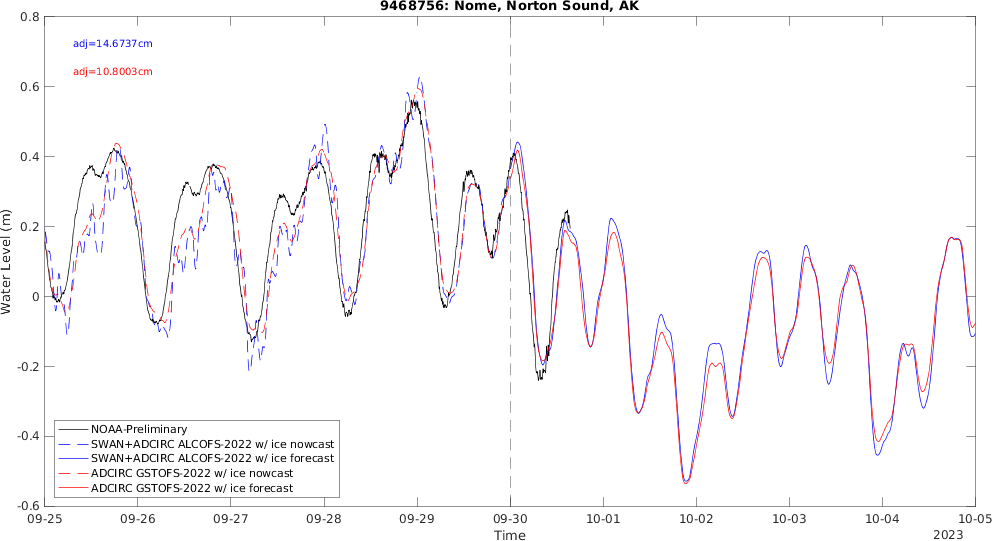 9468756: Nome, Norton Sound, AK
adj=14.6737cm
adj=10.8003cm
Water Level (m)
0.8
0.6
0.4
0.2
0
-0.2
-0.4
-0.6
NOAA-Preliminary
SWAN+ADCIRC ALCOFS-2022 w/ ice nowcast
SWAN+ADCIRC ALCOFS-2022 w/ ice forecast
ADCIRC GSTOFS-2022 w/ ice nowcast
ADCIRC GSTOFS-2022 w/ ice forecast
09-25 09-26 09-27 09-28 09-29 09-30 10-01 10-02 10-03 10-04 10-05
Time
2023